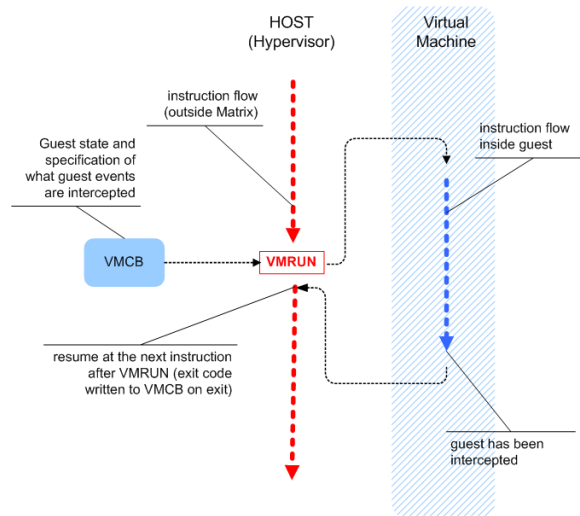 HOST
(Hypervisor)
Virtual
Machine
instruction flow
(outside Matrix)
instruction flow
inside guest
Guest state and
specification of
what guest events
are intercepted
VMCB
VMRUN
resume at the next instruction
after VMRUN (exit code
written to VMCB on exit)
guest has been
intercepted